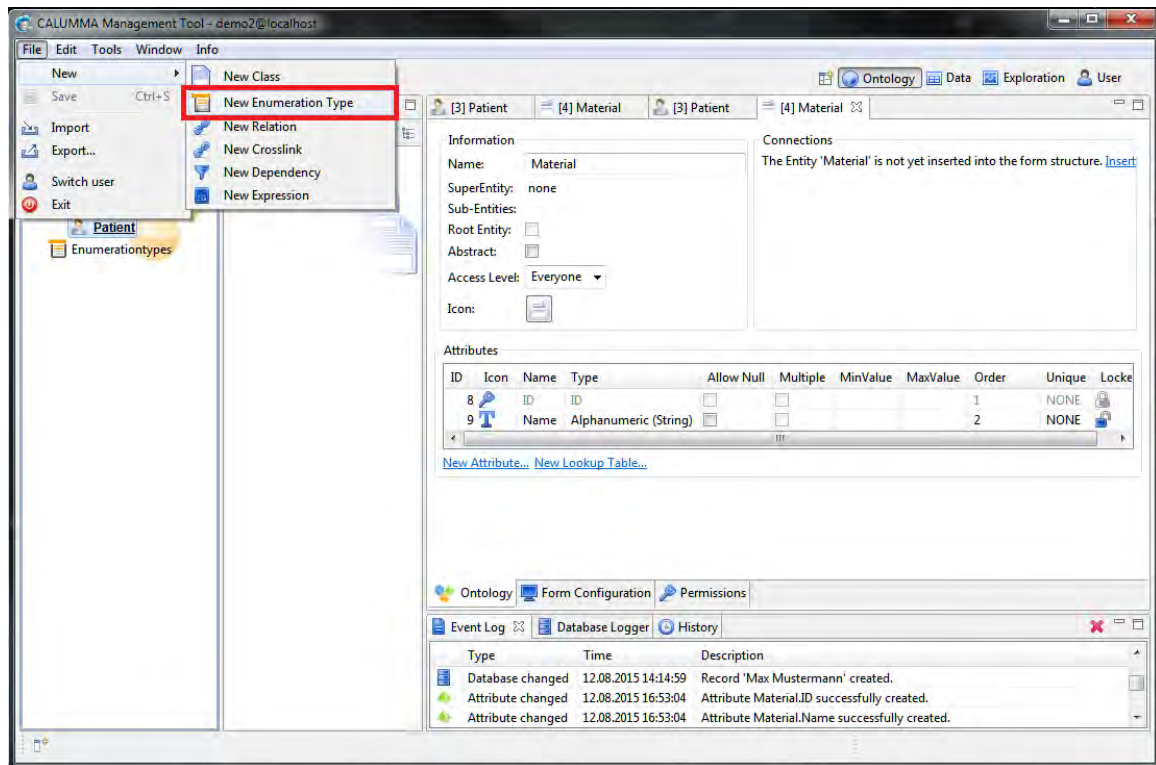 CALUMMA Management Tool - demo2@localhost
File Edit Tools Window Info
New
Save Ctrl+S
Import
Export...
Switch user
Exit
New Class
New Enumeration Type
New Relation
New Crosslink
New Dependency
New Expression
Ontology Data Exploration User
Patient
Enumerationtypes
[3] Patient [4] Material [3] Patient [4] Material
Information
Name: Material
SuperEntity: none
Sub-Entities:
Root Entity:
Abstract:
Access Level: Everyone
Icon:
Connections
The Entity 'Material' is not yet inserted into the form structure. Insert
Attributes
ID Icon Name Type Allow Null Multiple MinValue MaxValue Order Unique Locke
8 ID ID 1 NONE
9 T Name Alphanumeric (String) 2 NONE
New Attribute... New Lookup Table...
Ontology Form Configuration Permissions
Event Log Database Logger History
Type Time Description
Database changed 12.08.2015 14:14:59 Record 'Max Mustermann' created.
Attribute changed 12.08.2015 16:53:04 Attribute Material.ID successfully created.
Attribute changed 12.08.2015 16:53:04 Attribute Material.Name successfully created.